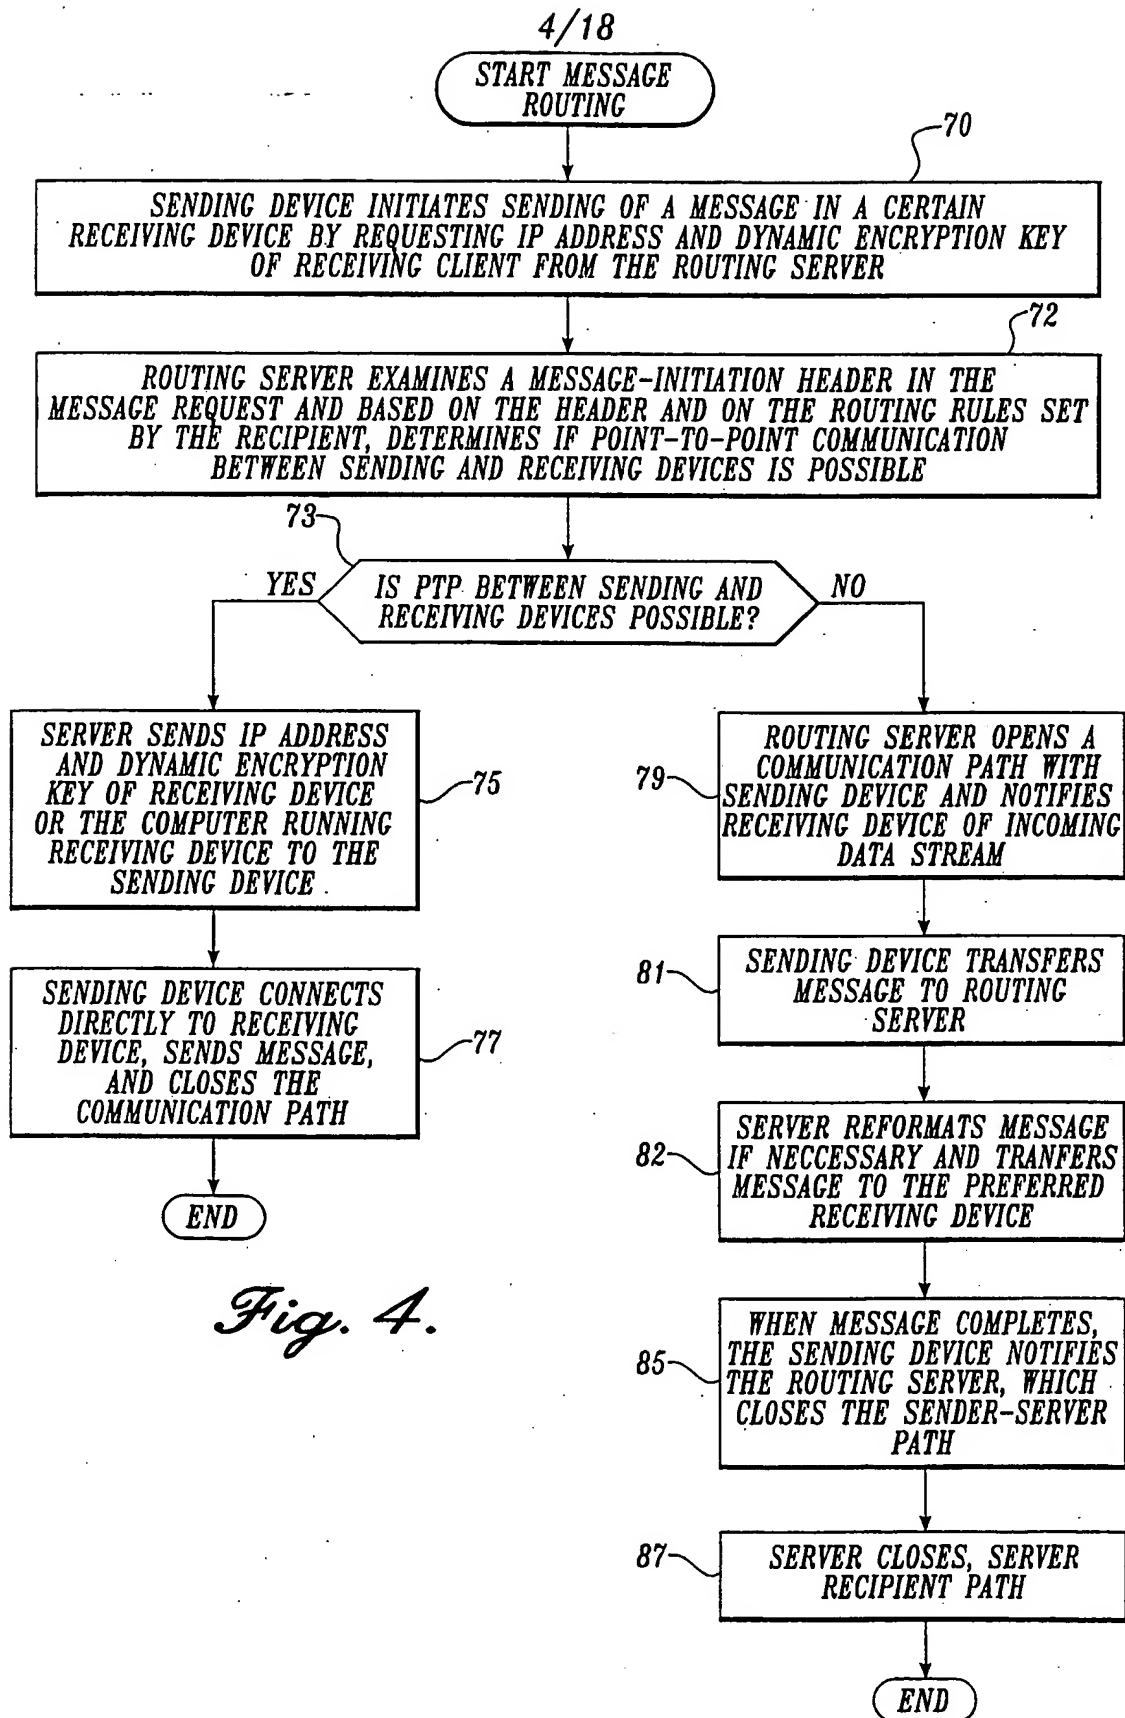 4/18
START MESSAGE
ROUTING
70
SENDING DEVICE INITIATES SENDING OF A MESSAGE IN A CERTAIN
RECEIVING DEVICE BY REQUESTING IP ADDRESS AND DYNAMIC ENCRYPTION KEY
OF RECEIVING CLIENT FROM THE ROUTING SERVER
72
ROUTING SERVER EXAMINES A MESSAGE-INITIATION HEADER IN THE
MESSAGE REQUEST AND BASED ON THE HEADER AND ON THE ROUTING RULES SET
BY THE RECIPIENT, DETERMINES IF POINT-TO-POINT COMMUNICATION
BETWEEN SENDING AND RECEIVING DEVICES IS POSSIBLE
73
YES
IS PTP BETWEEN SENDING AND
RECEIVING DEVICES POSSIBLE?
NO
SERVER SENDS IP ADDRESS
AND DYNAMIC ENCRYPTION
KEY OF RECEIVING DEVICE
OR THE COMPUTER RUNNING
RECEIVING DEVICE TO THE
SENDING DEVICE
75
SENDING DEVICE CONNECTS
DIRECTLY TO RECEIVING
DEVICE, SENDS MESSAGE,
AND CLOSES THE
COMMUNICATION PATH
77
END
79
ROUTING SERVER OPENS A
COMMUNICATION PATH WITH
SENDING DEVICE AND NOTIFIES
RECEIVING DEVICE OF INCOMING
DATA STREAM
81
SENDING DEVICE TRANSFERS
MESSAGE TO ROUTING
SERVER
82
SERVER REFORMATS MESSAGE
IF NECCESSARY AND TRANFERS
MESSAGE TO THE PREFERRED
RECEIVING DEVICE
85
WHEN MESSAGE COMPLETES,
THE SENDING DEVICE NOTIFIES
THE ROUTING SERVER, WHICH
CLOSES THE SENDER-SERVER
PATH
87
SERVER CLOSES, SERVER
RECIPIENT PATH
END
Fig. 4.